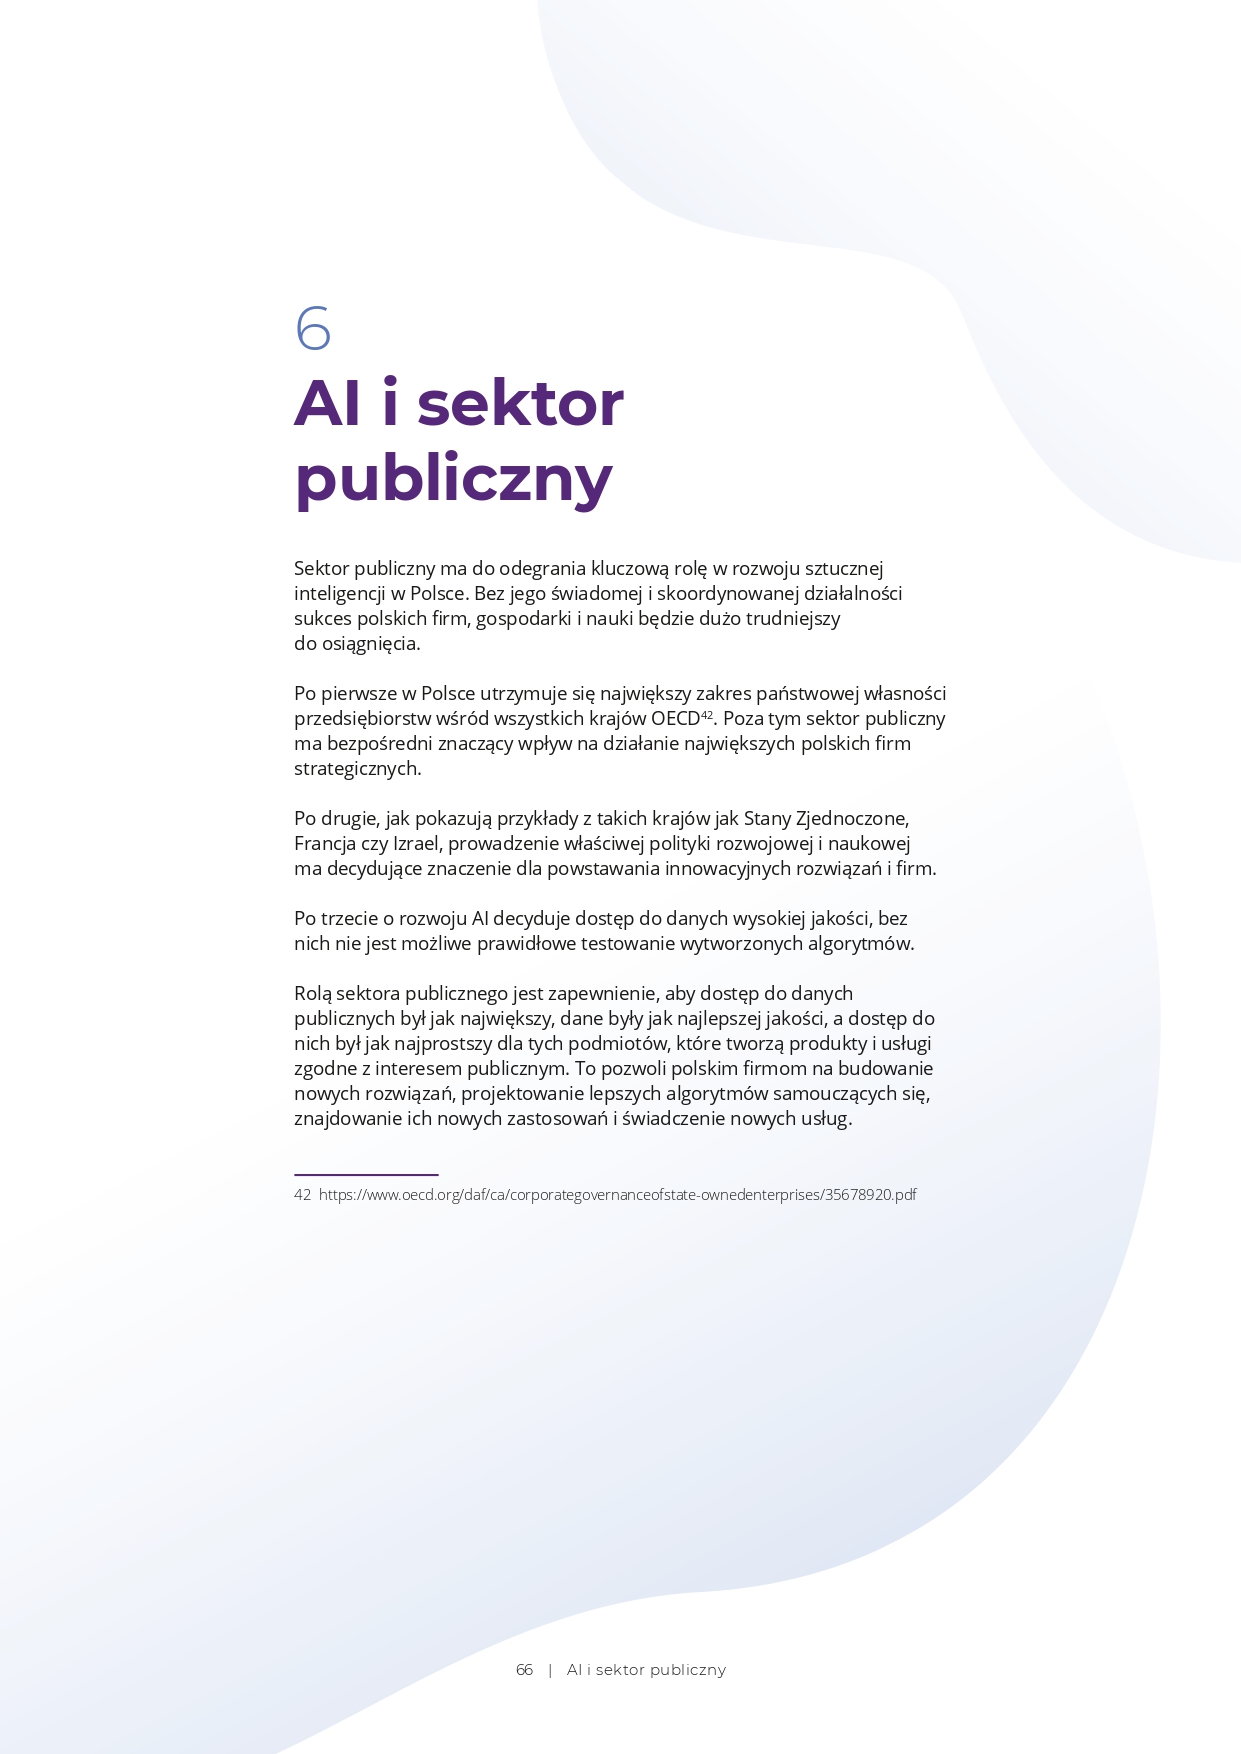 6
AI i sektor
publiczny
Sektor publiczny ma do odegrania kluczową rolę w rozwoju sztucznej
inteligencji w Polsce. Bez jego świadomej i skoordynowanej działalności
sukces polskich firm, gospodarki i nauki będzie dużo trudniejszy
do osiągnięcia.
Po pierwsze w Polsce utrzymuje się największy zakres państwowej własności
przedsiębiorstw wśród wszystkich krajów OECD⁴². Poza tym sektor publiczny
ma bezpośredni znaczący wpływ na działanie największych polskich firm
strategicznych.
Po drugie, jak pokazują przykłady z takich krajów jak Stany Zjednoczone,
Francja czy Izrael, prowadzenie właściwej polityki rozwojowej i naukowej
ma decydujące znaczenie dla powstawania innowacyjnych rozwiązań i firm.
Po trzecie o rozwoju AI decyduje dostęp do danych wysokiej jakości, bez
nich nie jest możliwe prawidłowe testowanie wytworzonych algorytmów.
Rolą sektora publicznego jest zapewnienie, aby dostęp do danych
publicznych był jak największy, dane były jak najlepszej jakości, a dostęp do
nich był jak najprostszy dla tych podmiotów, które tworzą produkty i usługi
zgodne z interesem publicznym. To pozwoli polskim firmom na budowanie
nowych rozwiązań, projektowanie lepszych algorytmów samouczących się,
znajdowanie ich nowych zastosowań i świadczenie nowych usług.
42 https://www.oecd.org/daf/ca/corporategovernanceofstate-ownedenterprises/35678920.pdf
66 | AI i sektor publiczny